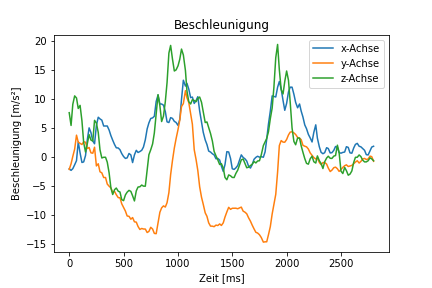 Beschleunigung
Beschleunigung [m/s²]
20
15
10
5
0
−5
−10
−15
x-Achse
y-Achse
z-Achse
0 500 1000 1500 2000 2500
Zeit [ms]